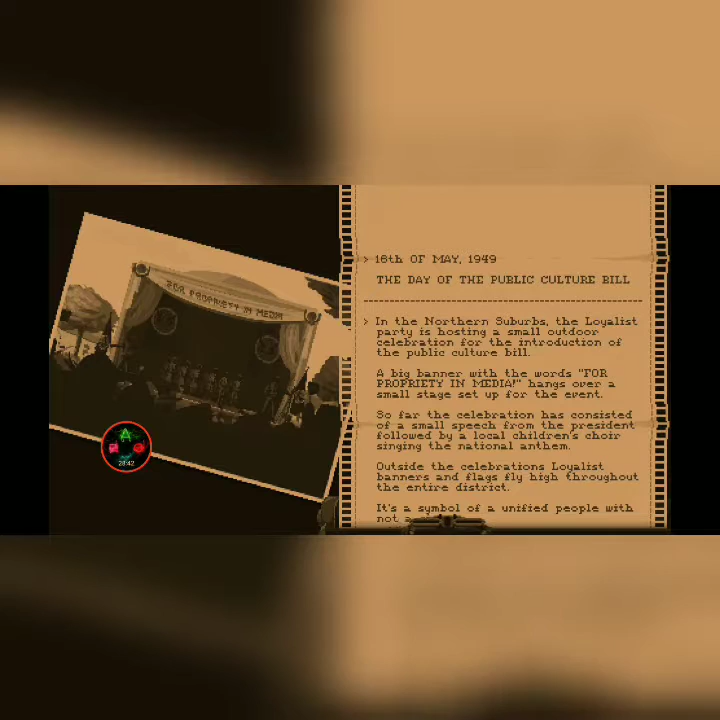 FOR PROPRIETY IN MEDIA
> 16th OF MAY, 1949
THE DAY OF THE PUBLIC CULTURE BILL
> In the Northern Suburbs, the Loyalist
party is hosting a small outdoor
celebration for the introduction of
the public culture bill.
A big banner with the words "FOR
PROPRIETY IN MEDIA!" hangs over a
small stage set up for the event.
So far the celebration has consisted
of a small speech from the president
followed by a local children's choir
singing the national anthem.
Outside the celebrations Loyalist
banners and flags fly high throughout
the entire district.
It's a symbol of a unified people with
not a
28:42